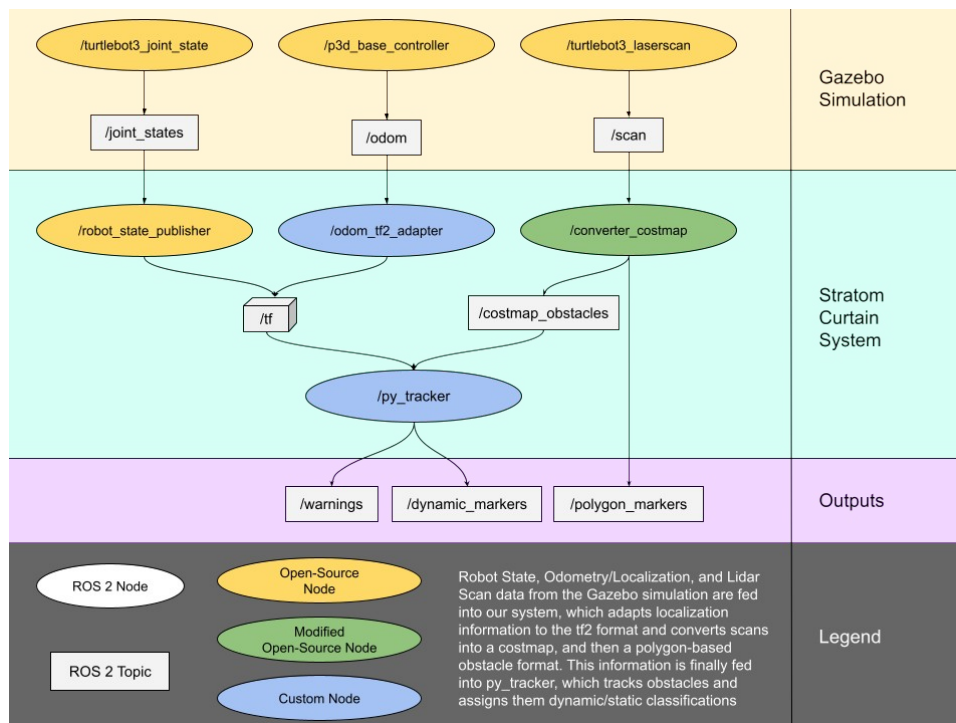 /turtlebot3_joint_state
/p3d_base_controller
/turtlebot3_laserscan
Gazebo
Simulation
/joint_states
/odom
/scan
/robot_state_publisher
/odom_tf2_adapter
/converter_costmap
Stratom
Curtain
System
/tf
/costmap_obstacles
/py_tracker
/warnings
/dynamic_markers
/polygon_markers
Outputs
ROS 2 Node
Open-Source
Node
Modified
Open-Source Node
ROS 2 Topic
Custom Node
Robot State, Odometry/Localization, and Lidar
Scan data from the Gazebo simulation are fed
into our system, which adapts localization
information to the tf2 format and converts scans
into a costmap, and then a polygon-based
obstacle format. This information is finally fed
into py_tracker, which tracks obstacles and
assigns them dynamic/static classifications
Legend